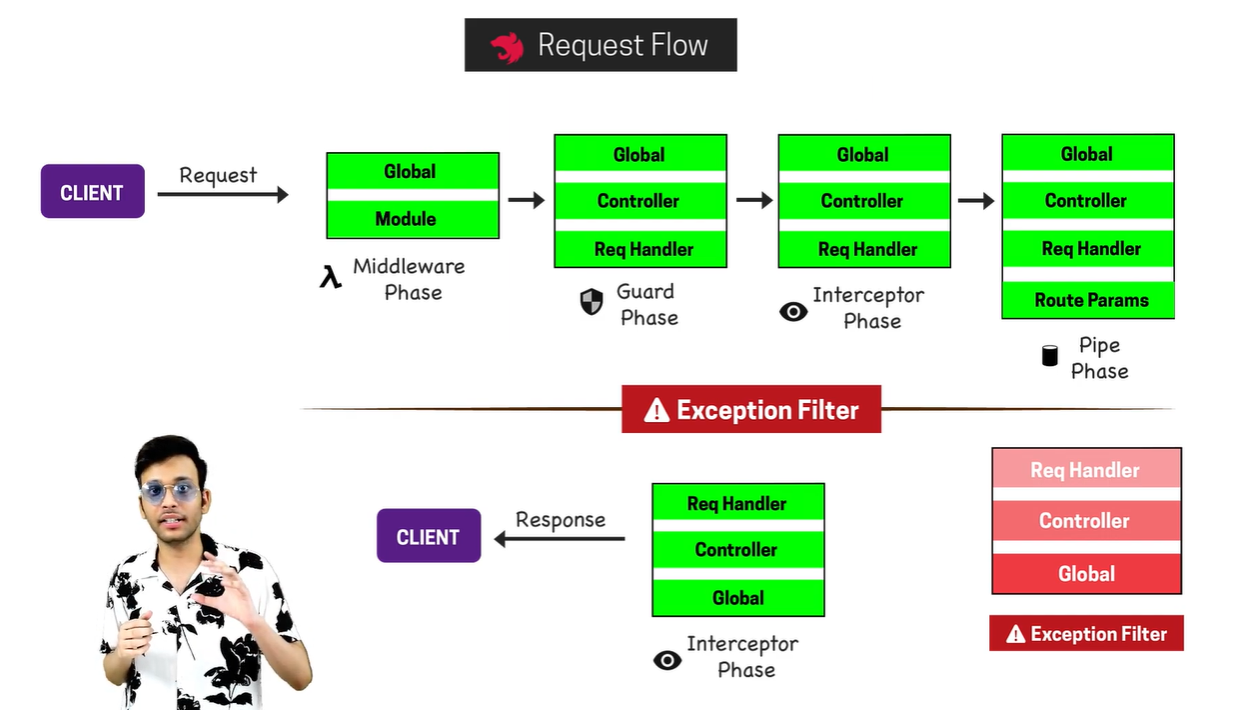 Request Flow
CLIENT
Request
Global
Module
λ Middleware
Phase
Global
Controller
Req Handler
Guard
Phase
Global
Controller
Req Handler
Interceptor
Phase
Global
Controller
Req Handler
Route Params
Pipe
Phase
Exception Filter
CLIENT
Response
Req Handler
Controller
Global
Interceptor
Phase
Req Handler
Controller
Global
Exception Filter